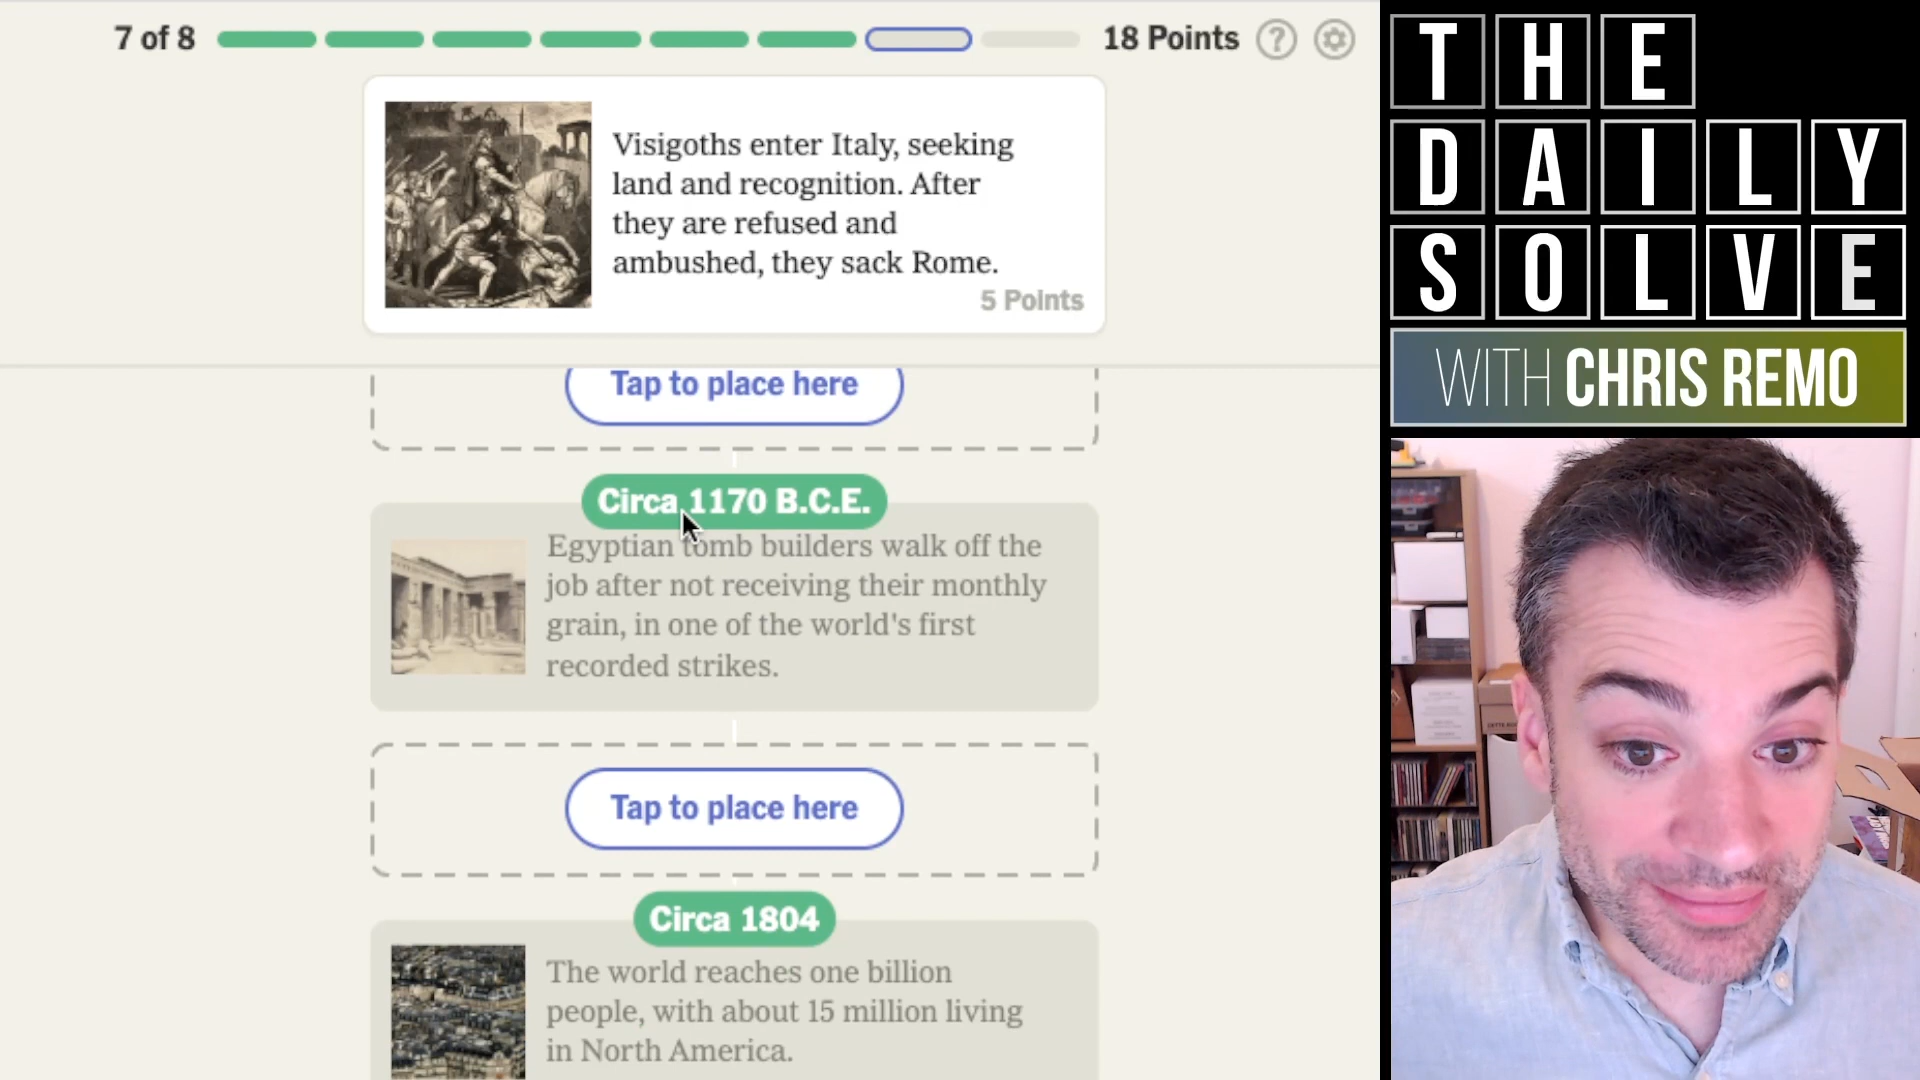 7 of 8
18 Points
?
Visigoths enter Italy, seeking
land and recognition. After
they are refused and
ambushed, they sack Rome.
5 Points
Tap to place here
Circa 1170 B.C.E.
Egyptian tomb builders walk off the
job after not receiving their monthly
grain, in one of the world's first
recorded strikes.
Tap to place here
Circa 1804
The world reaches one billion
people, with about 15 million living
in North America.
THE
DAILY
SOLVE
WITH CHRIS REMO